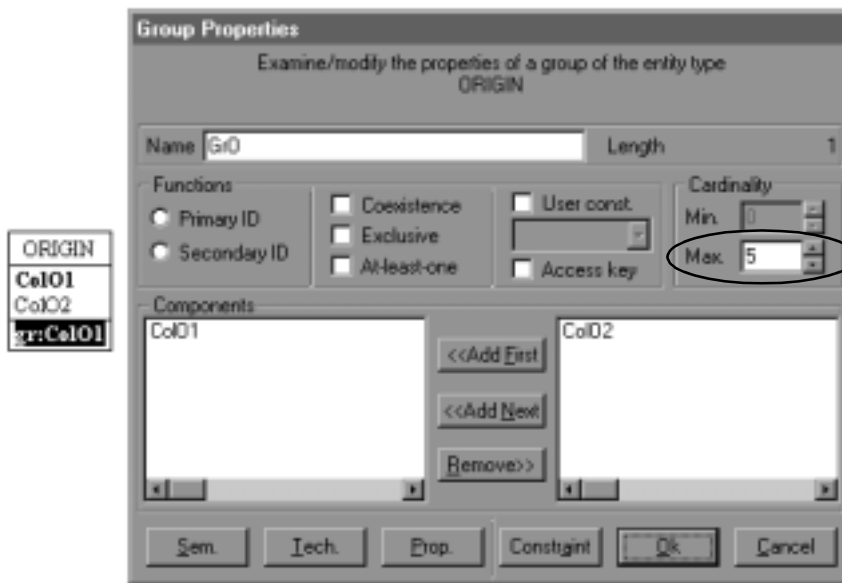 Group Properties
Examine/modify the properties of a group of the entity type
ORIGIN
Name GrO Length 1
Functions
Primary ID
Secondary ID
Coexistence
Exclusive
At-least-one
User const.
Access key
Cardinality
Min. 0
Max. 5
ORIGIN
ColO1
ColO2
gr:ColO1
Components
ColO1
<<Add First
<<Add Next
Remove>>
ColO2
Sem. Tech. Prop. Constraint Ok Cancel